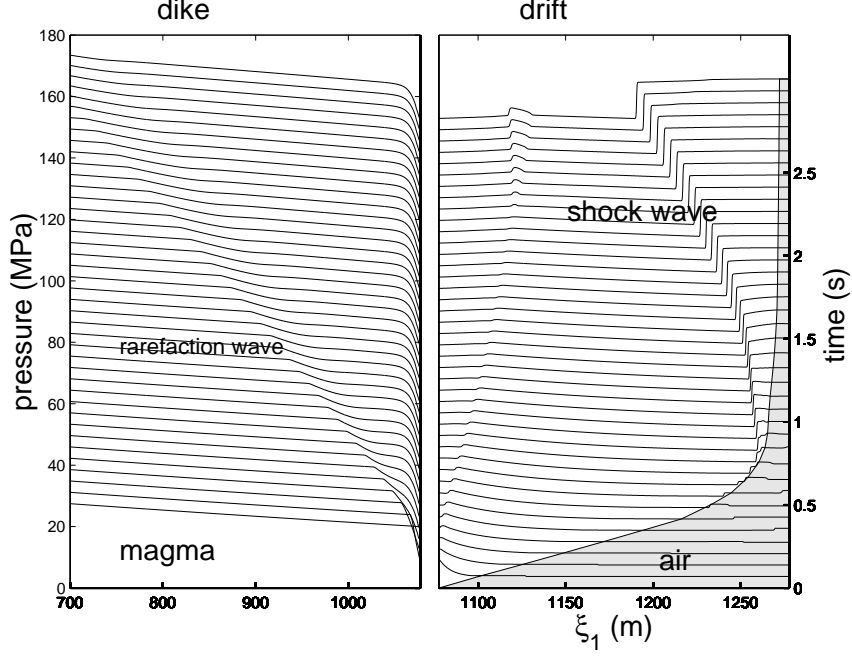 dike drift
180
160
140
120
100
80
60
40
20
0
pressure (MPa)
rarefaction wave
magma
700 800 900 1000
shock wave
air
1100 1150 1200 1250
ξ1 (m)
2.5
2
1.5
1
0.5
0
time (s)